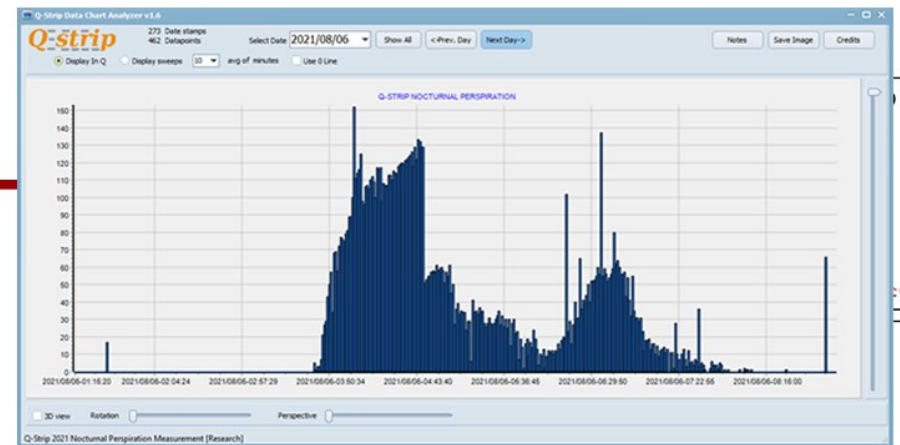 Q-Strip Data Chart Analyzer v1.6
Q-strip
273 Date stamps
462 Datapoints
Select Date 2021/08/06 Show All <-Prev. Day Next Day-> Notes Save Image Credits
Display In Q Display sweeps 10 avg of minutes Use 0 Line
Q-STRIP NOCTURNAL PERSPIRATION
150
140
130
120
110
100
90
80
70
60
50
40
30
20
10
0
2021/08/06-01:16:20 2021/08/06-02:04:24 2021/08/06-02:57:29 2021/08/06-03:50:34 2021/08/06-04:43:40 2021/08/06-05:36:45 2021/08/06-06:29:50 2021/08/06-07:22:56 2021/08/06-08:16:00
3D view Rotation Perspective
Q-Strip 2021 Nocturnal Perspiration Measurement [Research]